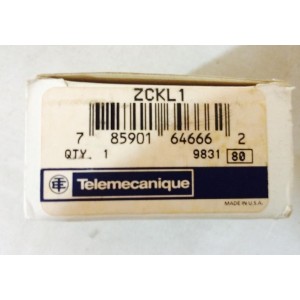 ZCKL1
7 85901 64666 2
QTY. 1 9831 80
Telemecanique
MADE IN U.S.A.